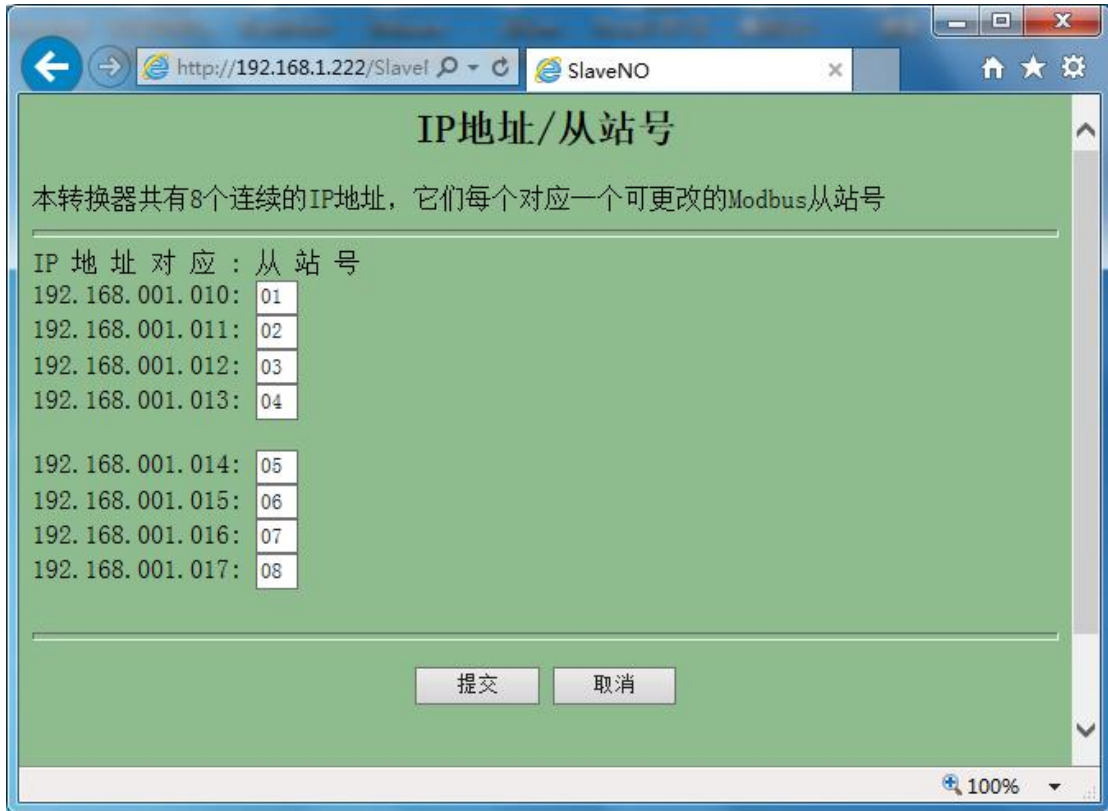 http://192.168.1.222/Slavel
SlaveNO
IP地址/从站号
本转换器共有8个连续的IP地址，它们每个对应一个可更改的Modbus从站号
IP 地 址 对 应 : 从 站 号
192.168.001.010: 01
192.168.001.011: 02
192.168.001.012: 03
192.168.001.013: 04
192.168.001.014: 05
192.168.001.015: 06
192.168.001.016: 07
192.168.001.017: 08
提交 取消
100%